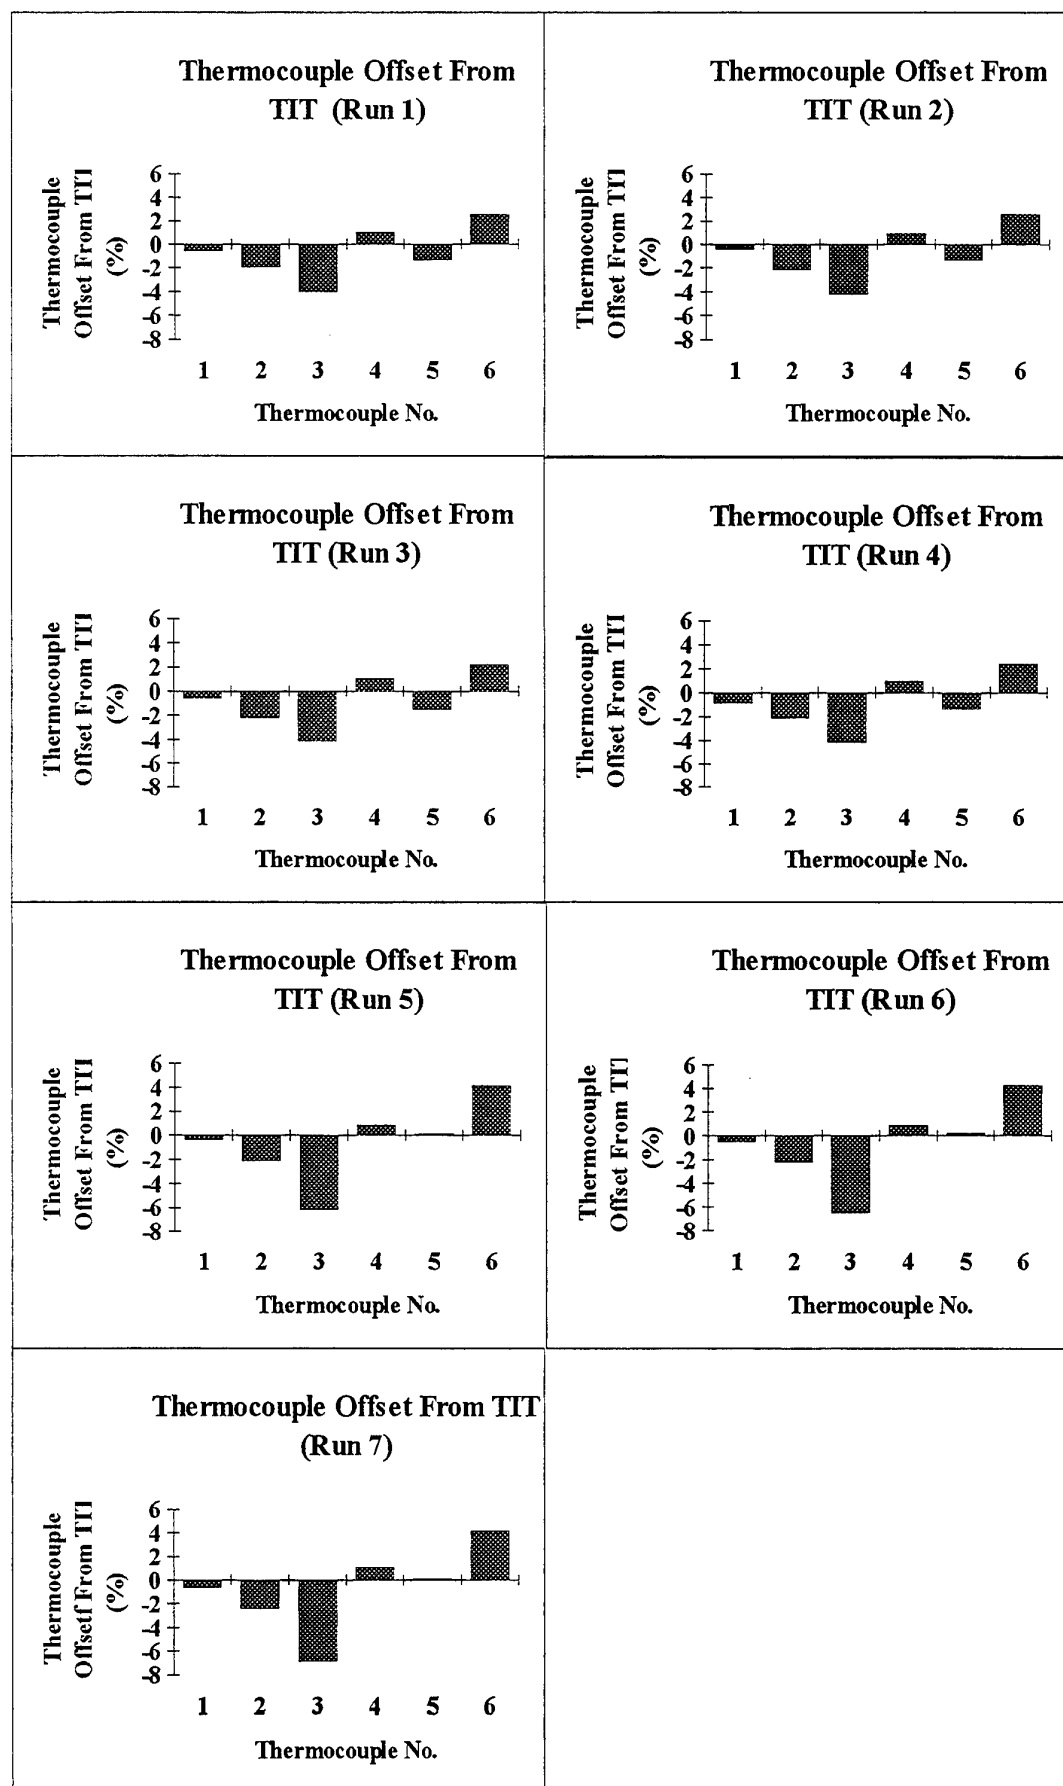 Thermocouple Offset From
TIT (Run 1)
Thermocouple
Offset From TIT
(%)
6
4
2
0
-2
-4
-6
-8
1 2 3 4 5 6
Thermocouple No.
Thermocouple Offset From
TIT (Run 2)
Thermocouple
Offset From TIT
(%)
6
4
2
0
-2
-4
-6
-8
1 2 3 4 5 6
Thermocouple No.
Thermocouple Offset From
TIT (Run 3)
Thermocouple
Offset From TIT
(%)
6
4
2
0
-2
-4
-6
-8
1 2 3 4 5 6
Thermocouple No.
Thermocouple Offset From
TIT (Run 4)
Thermocouple
Offset From TIT
(%)
6
4
2
0
-2
-4
-6
-8
1 2 3 4 5 6
Thermocouple No.
Thermocouple Offset From
TIT (Run 5)
Thermocouple
Offset From TIT
(%)
6
4
2
0
-2
-4
-6
-8
1 2 3 4 5 6
Thermocouple No.
Thermocouple Offset From
TIT (Run 6)
Thermocouple
Offset From TIT
(%)
6
4
2
0
-2
-4
-6
-8
1 2 3 4 5 6
Thermocouple No.
Thermocouple Offset From TIT
(Run 7)
Thermocouple
Offsetf From TIT
(%)
6
4
2
0
-2
-4
-6
-8
1 2 3 4 5 6
Thermocouple No.